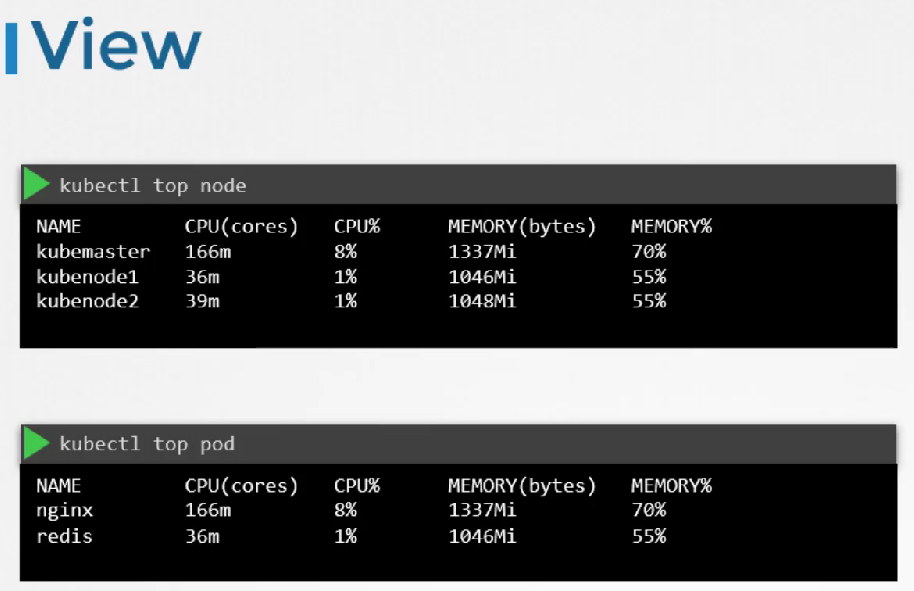 View
kubectl top node
NAME CPU(cores) CPU% MEMORY(bytes) MEMORY%
kubemaster 166m 8% 1337Mi 70%
kubenode1 36m 1% 1046Mi 55%
kubenode2 39m 1% 1048Mi 55%
kubectl top pod
NAME CPU(cores) CPU% MEMORY(bytes) MEMORY%
nginx 166m 8% 1337Mi 70%
redis 36m 1% 1046Mi 55%